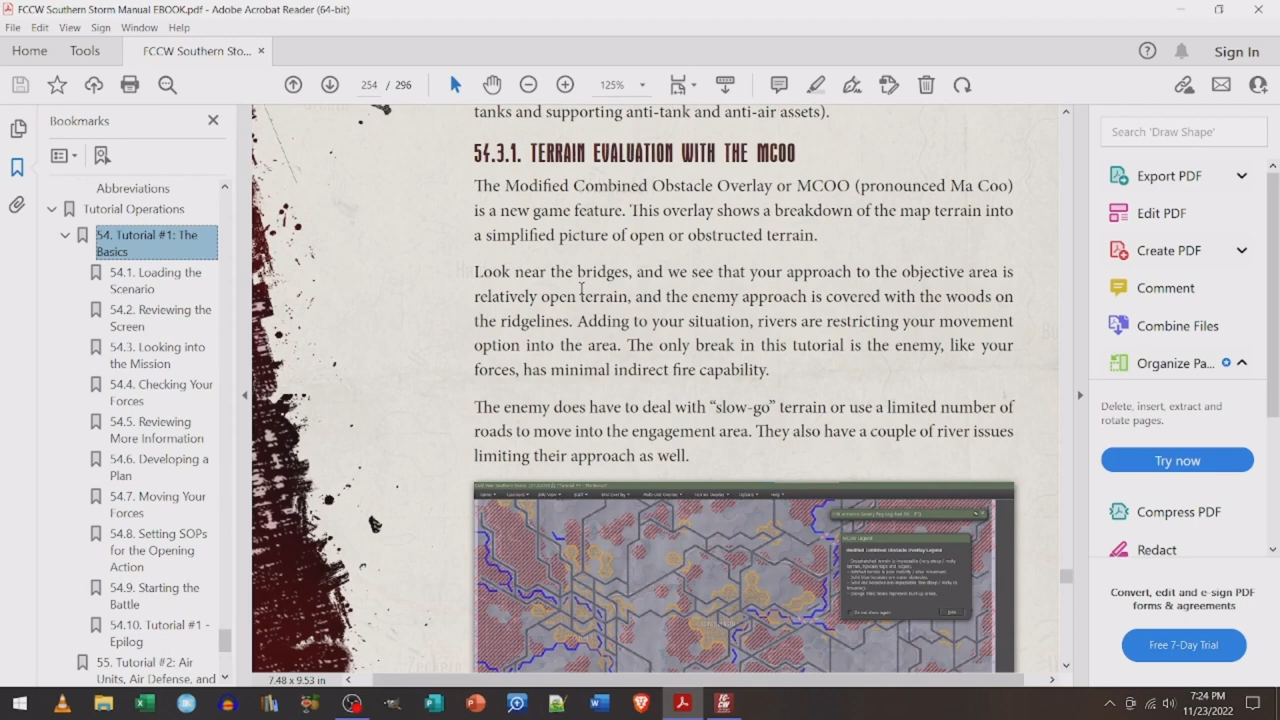 FCCW Southern Storm Manual EBOOK.pdf - Adobe Acrobat Reader (64-bit)
File Edit View Sign Window Help
Home Tools FCCW Southern Sto... × Sign In
254 / 296 125%
Bookmarks
Abbreviations
Tutorial Operations
54. Tutorial #1: The
Basics
54.1. Loading the
Scenario
54.2. Reviewing the
Screen
54.3. Looking into
the Mission
54.4. Checking Your
Forces
54.5. Reviewing
More Information
54.6. Developing a
Plan
54.7. Moving Your
Forces
54.8. Setting SOPs
for the Opening
Action
54.9. Starting the
Battle
54.10. Tutorial #1 -
Epilog
55. Tutorial #2: Air
Units, Air Defense, and
tanks and supporting anti-tank and anti-air assets).
54.3.1. TERRAIN EVALUATION WITH THE MCOO
The Modified Combined Obstacle Overlay or MCOO (pronounced Ma Coo)
is a new game feature. This overlay shows a breakdown of the map terrain into
a simplified picture of open or obstructed terrain.
Look near the bridges, and we see that your approach to the objective area is
relatively open terrain, and the enemy approach is covered with the woods on
the ridgelines. Adding to your situation, rivers are restricting your movement
option into the area. The only break in this tutorial is the enemy, like your
forces, has minimal indirect fire capability.
The enemy does have to deal with “slow-go” terrain or use a limited number of
roads to move into the engagement area. They also have a couple of river issues
limiting their approach as well.
Modified Combined Obstacle Overlay Legend
7.48 x 9.53 in
Search 'Draw Shape'
Export PDF
Edit PDF
Create PDF
Comment
Combine Files
Organize Pa...
Delete, insert, extract and
rotate pages.
Try now
Compress PDF
Redact
Convert, edit and e-sign PDF
forms & agreements
Free 7-Day Trial
7:24 PM
11/23/2022